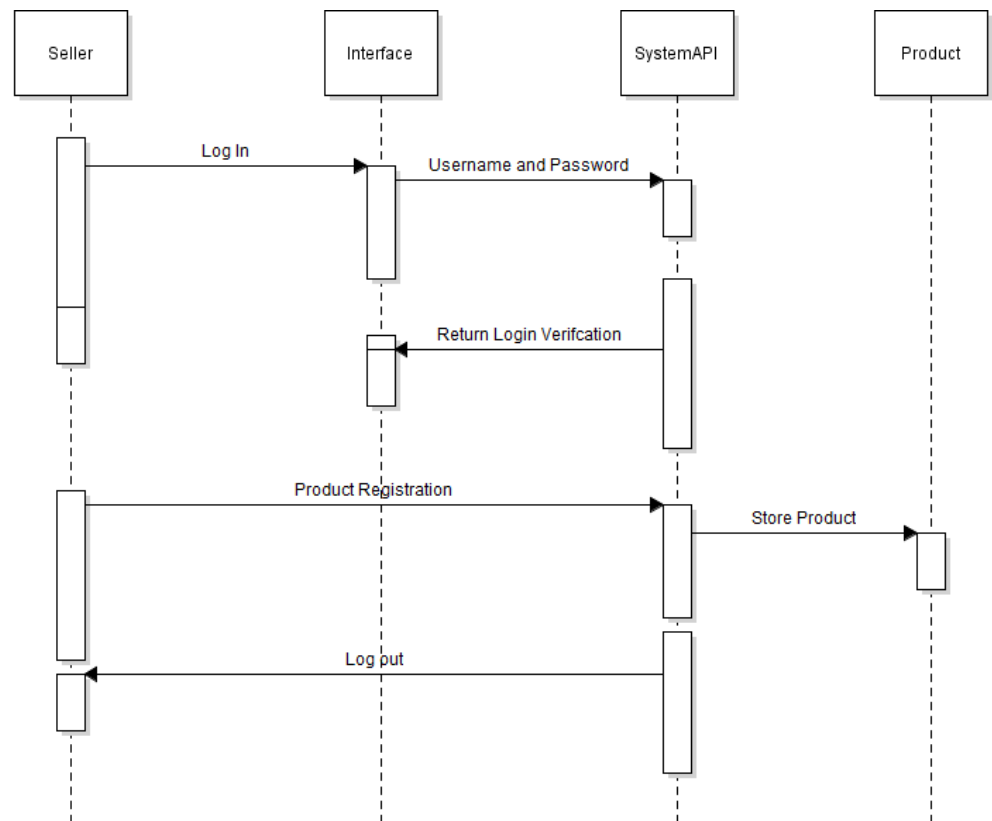 Seller
Interface
SystemAPI
Product
Log In
Username and Password
Return Login Verifcation
Product Registration
Store Product
Log out